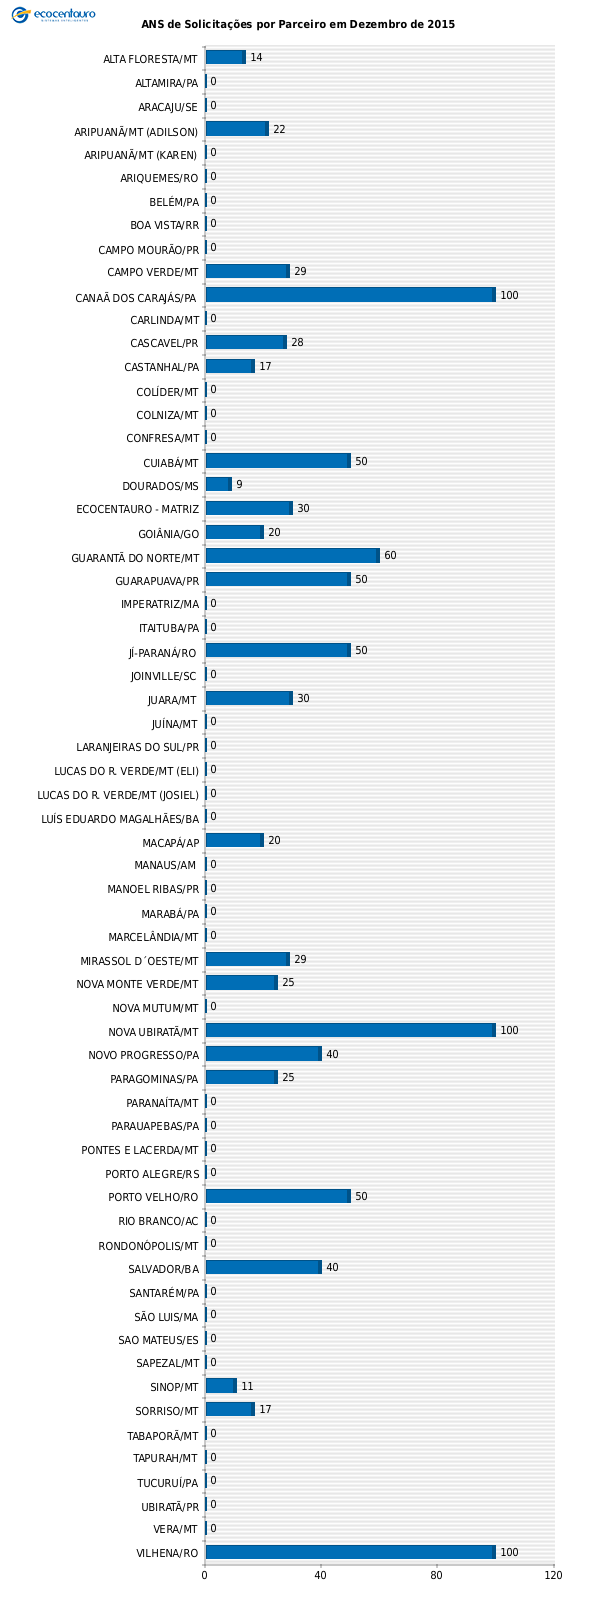 ecocentauro
ANS de Solicitações por Parceiro em Dezembro de 2015
ALTA FLORESTA/MT 14
ALTAMIRA/PA 0
ARACAJU/SE 0
ARIPUANÃ/MT (ADILSON) 22
ARIPUANÃ/MT (KAREN) 0
ARIQUEMES/RO 0
BELÉM/PA 0
BOA VISTA/RR 0
CAMPO MOURÃO/PR 0
CAMPO VERDE/MT 29
CANAÃ DOS CARAJÁS/PA 100
CARLINDA/MT 0
CASCAVEL/PR 28
CASTANHAL/PA 17
COLÍDER/MT 0
COLNIZA/MT 0
CONFRESA/MT 0
CUIABÁ/MT 50
DOURADOS/MS 9
ECOCENTAURO - MATRIZ 30
GOIÂNIA/GO 20
GUARANTÃ DO NORTE/MT 60
GUARAPUAVA/PR 50
IMPERATRIZ/MA 0
ITAITUBA/PA 0
JÍ-PARANÁ/RO 50
JOINVILLE/SC 0
JUARA/MT 30
JUÍNA/MT 0
LARANJEIRAS DO SUL/PR 0
LUCAS DO R. VERDE/MT (ELI) 0
LUCAS DO R. VERDE/MT (JOSIEL) 0
LUÍS EDUARDO MAGALHÃES/BA 0
MACAPÁ/AP 20
MANAUS/AM 0
MANOEL RIBAS/PR 0
MARABÁ/PA 0
MARCELÂNDIA/MT 0
MIRASSOL D´OESTE/MT 29
NOVA MONTE VERDE/MT 25
NOVA MUTUM/MT 0
NOVA UBIRATÃ/MT 100
NOVO PROGRESSO/PA 40
PARAGOMINAS/PA 25
PARANAÍTA/MT 0
PARAUAPEBAS/PA 0
PONTES E LACERDA/MT 0
PORTO ALEGRE/RS 0
PORTO VELHO/RO 50
RIO BRANCO/AC 0
RONDONÓPOLIS/MT 0
SALVADOR/BA 40
SANTARÉM/PA 0
SÃO LUIS/MA 0
SAO MATEUS/ES 0
SAPEZAL/MT 0
SINOP/MT 11
SORRISO/MT 17
TABAPORÃ/MT 0
TAPURAH/MT 0
TUCURUÍ/PA 0
UBIRATÃ/PR 0
VERA/MT 0
VILHENA/RO 100
0 40 80 120